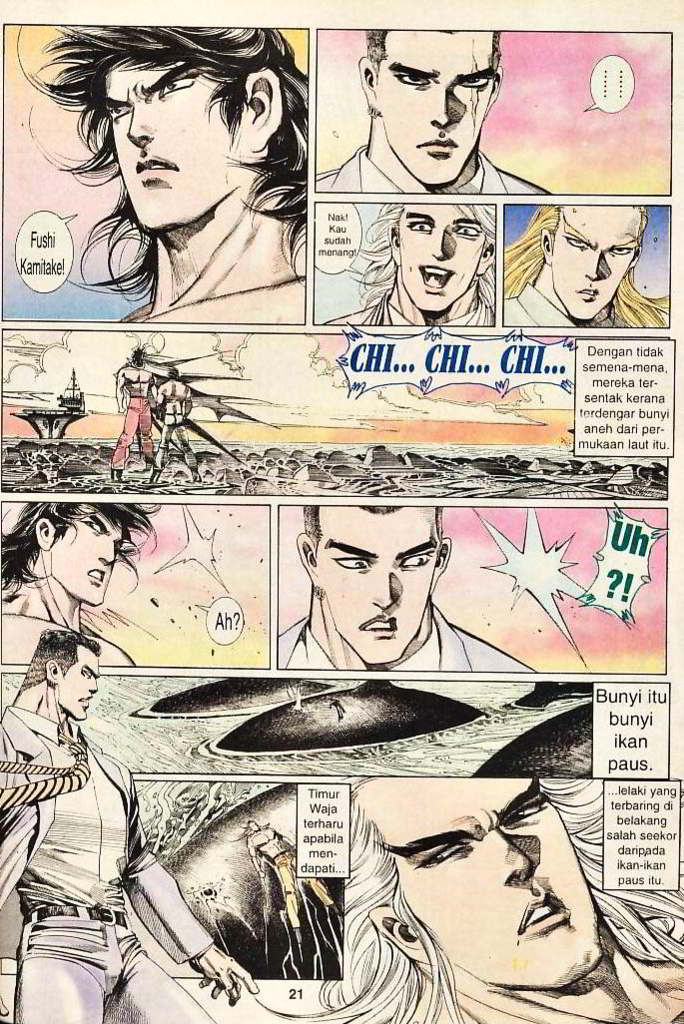 Fushi
Kamitake!
Nak!
Kau
sudah
menang!
CHI... CHI... CHI...
Dengan tidak
semena-mena,
mereka ter-
sentak kerana
terdengar bunyi
aneh dari per-
mukaan laut itu.
Ah?
Uh
?!
Bunyi itu
bunyi
ikan
paus.
Timur
Waja
terharu
apabila
men-
dapati...
...lelaki yang
terbaring di
belakang
salah seekor
daripada
ikan-ikan
paus itu.
21